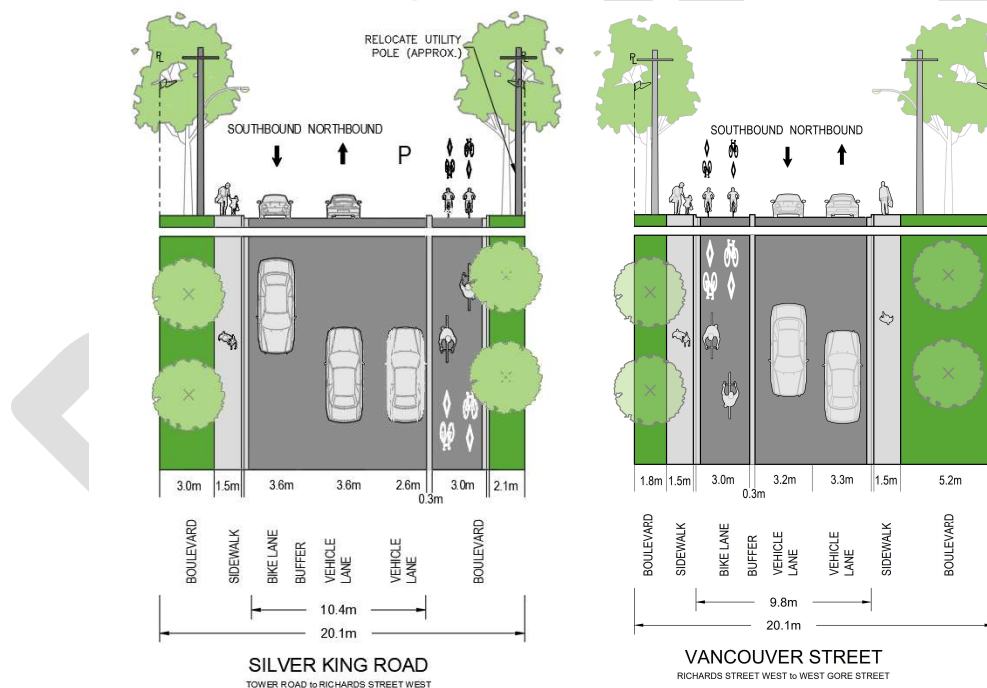 RELOCATE UTILITY
POLE (APPROX.)
PL
PL
SOUTHBOUND NORTHBOUND
P
3.0m
1.5m
3.6m
3.6m
2.6m
0.3m
3.0m
2.1m
BOULEVARD
SIDEWALK
BIKE LANE
BUFFER
VEHICLE
LANE
VEHICLE
LANE
BOULEVARD
10.4m
20.1m
SILVER KING ROAD
TOWER ROAD to RICHARDS STREET WEST
PL
SOUTHBOUND NORTHBOUND
1.8m
1.5m
3.0m
0.3m
3.2m
3.3m
1.5m
5.2m
BOULEVARD
SIDEWALK
BIKE LANE
BUFFER
VEHICLE
LANE
VEHICLE
LANE
SIDEWALK
BOULEVARD
9.8m
20.1m
VANCOUVER STREET
RICHARDS STREET WEST to WEST GORE STREET